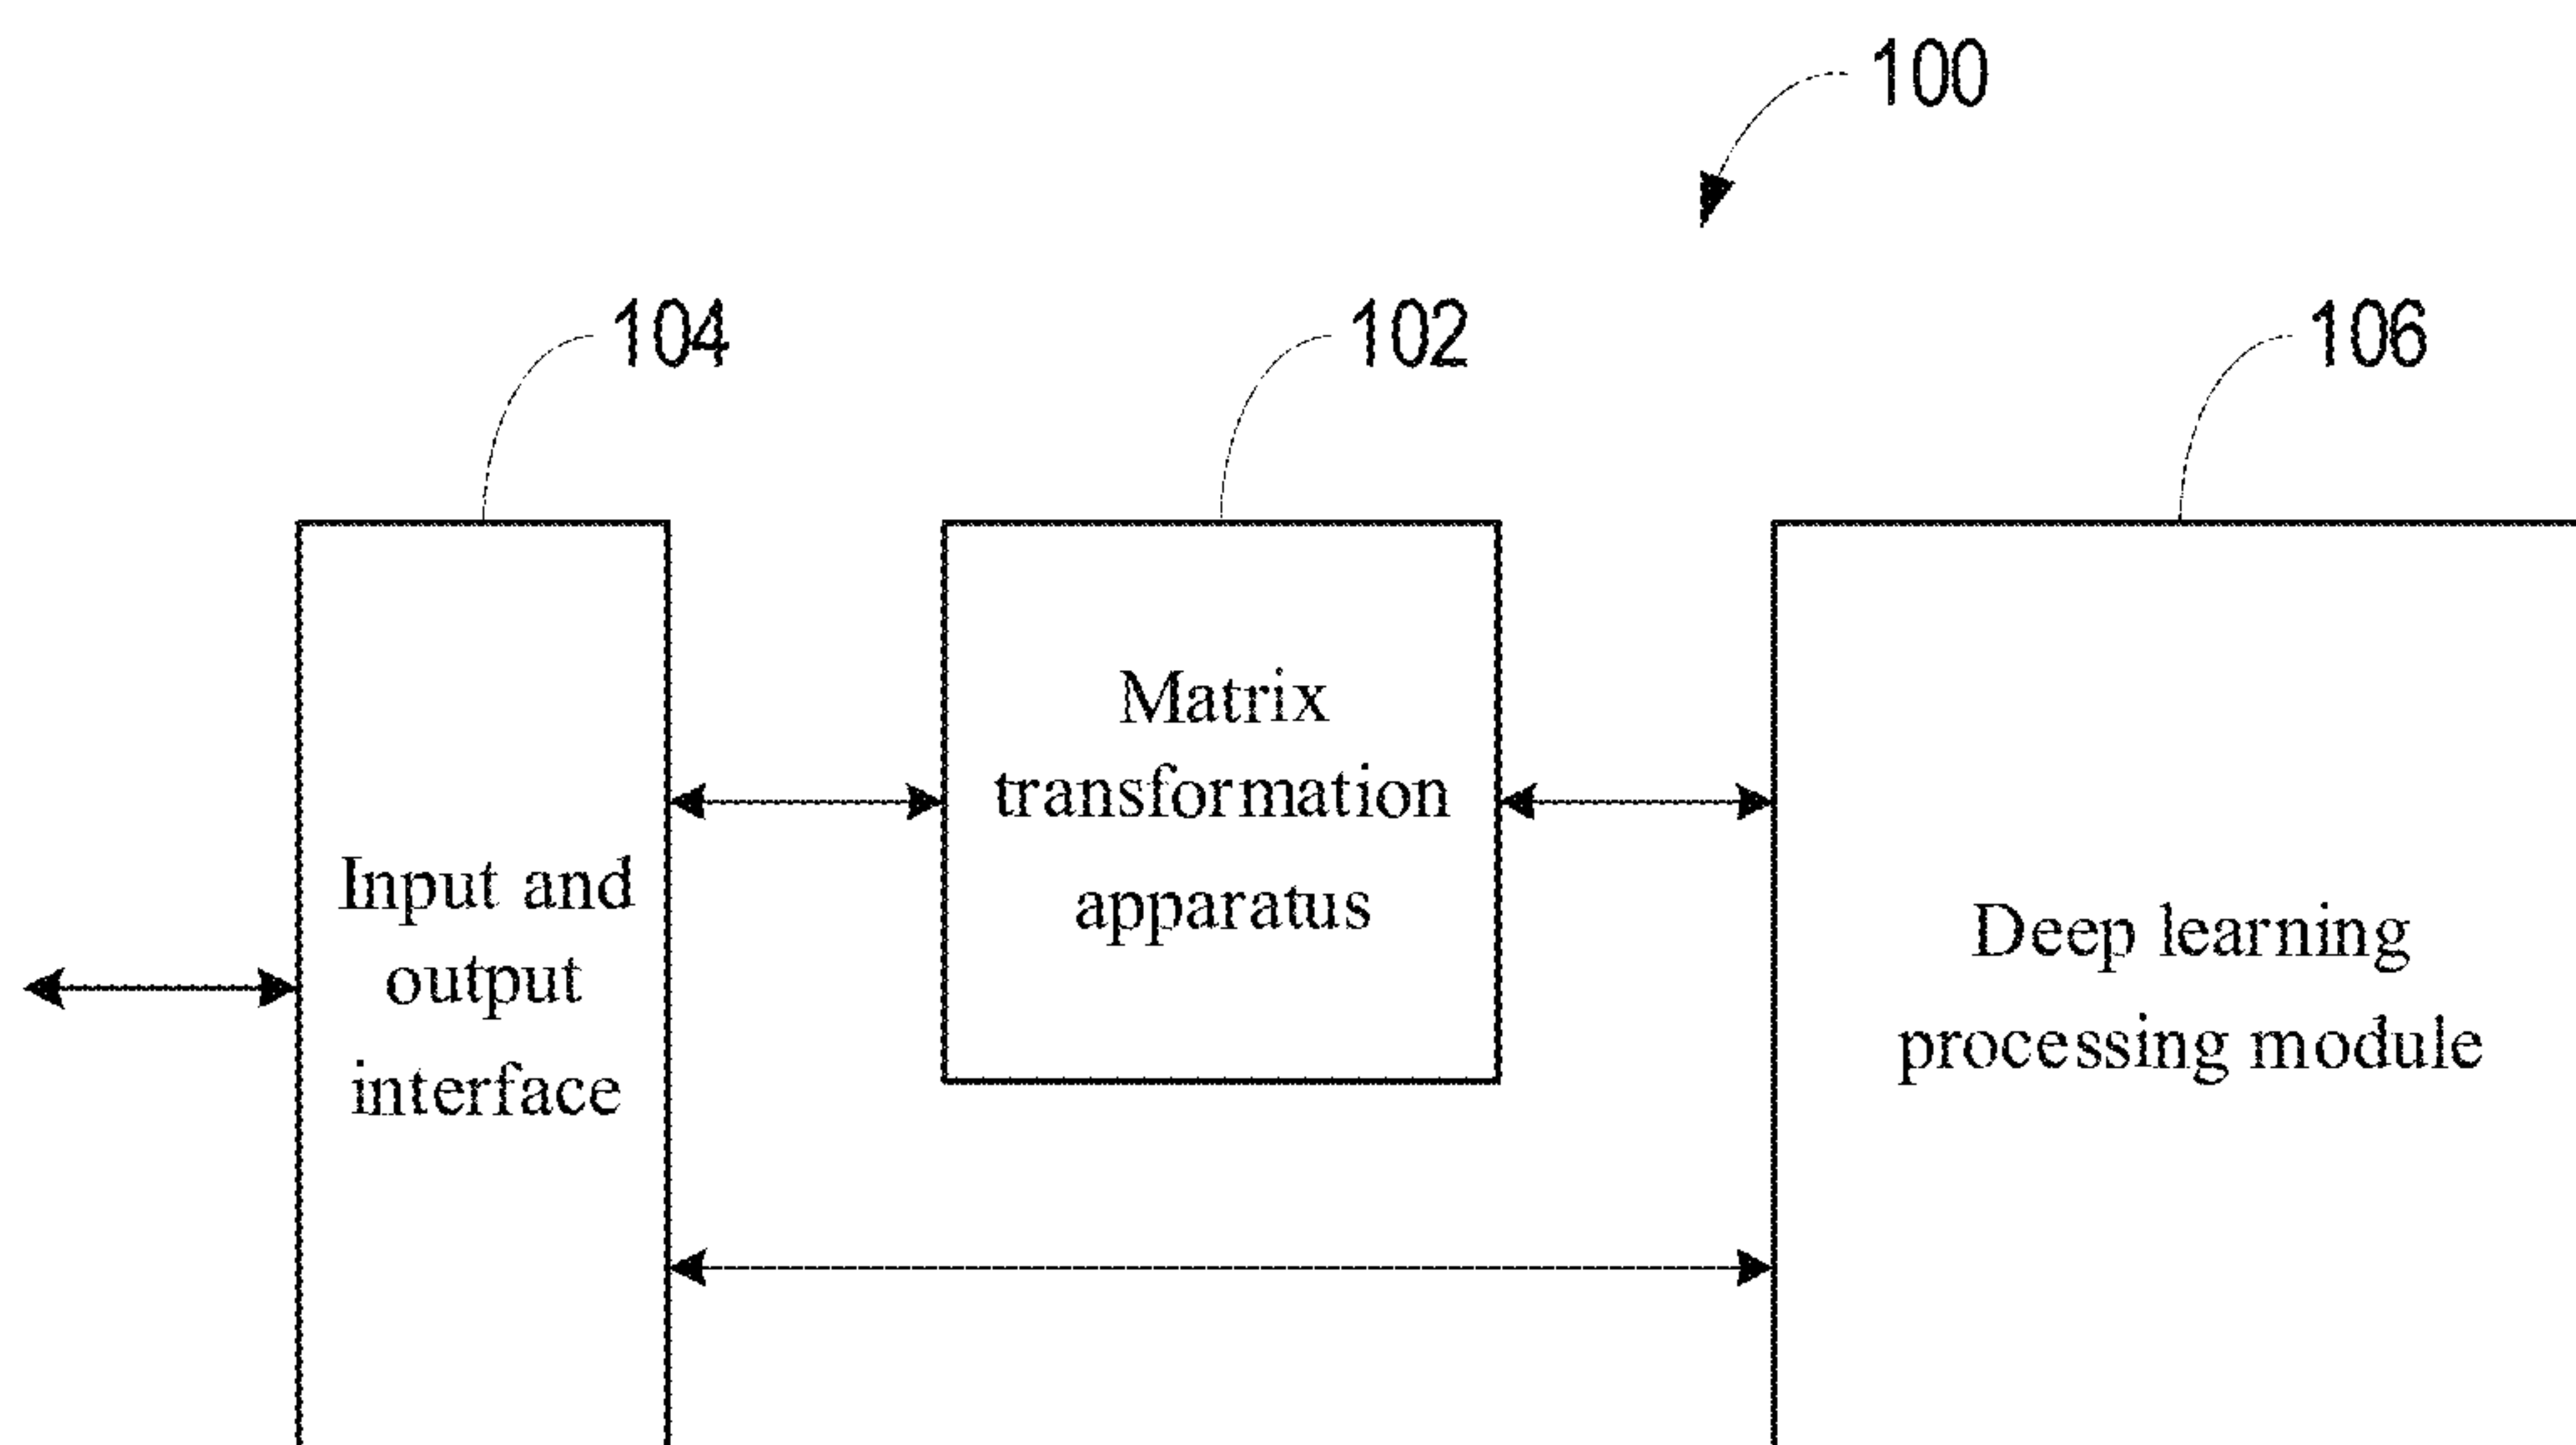 100
104
102
106
Matrix
transformation
apparatus
Input and
output
interface
Deep learning
processing module